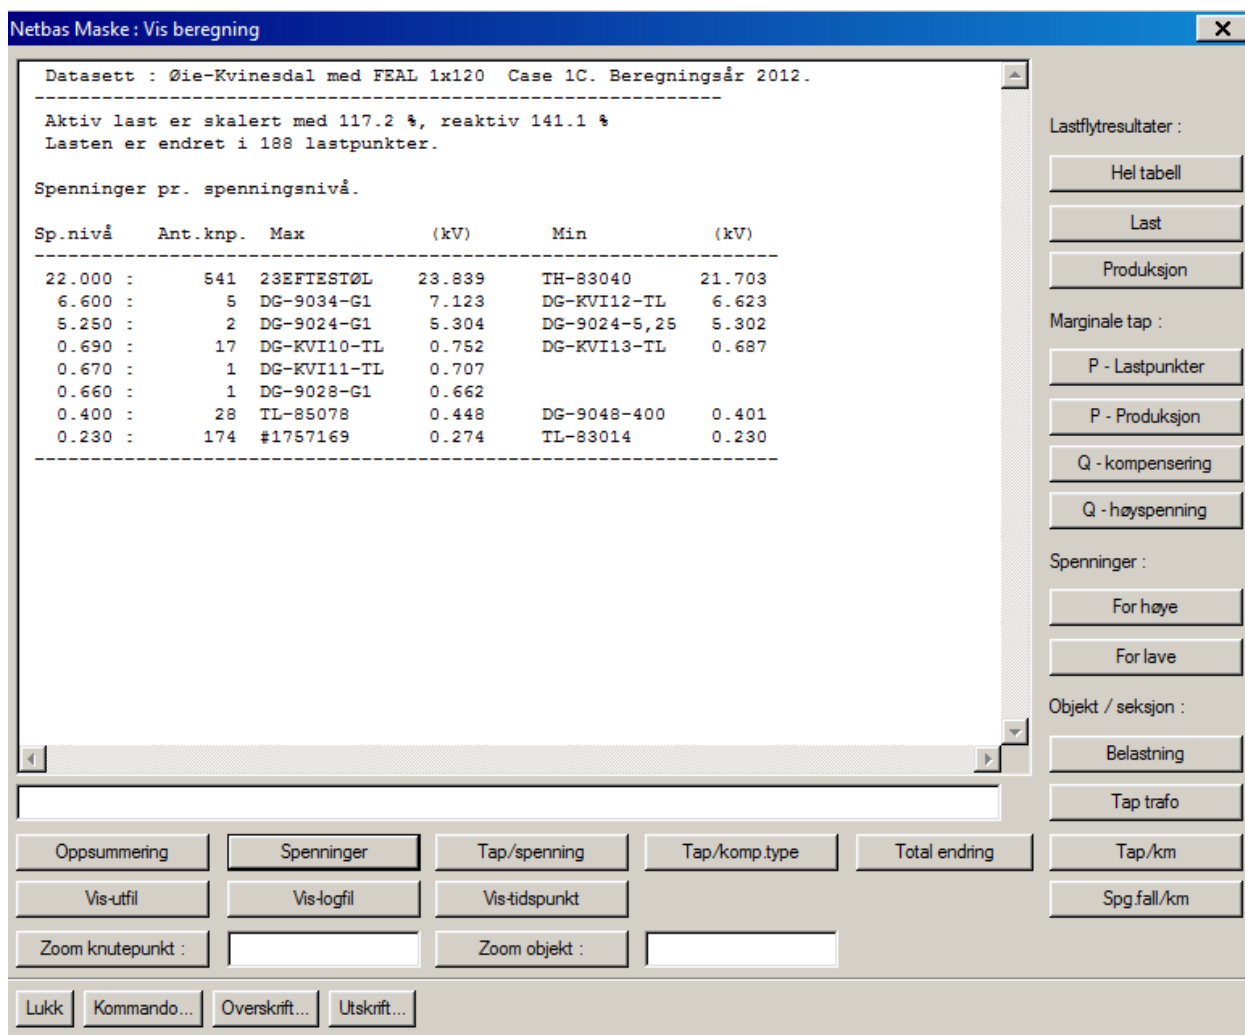 Netbas Maske : Vis beregning
Datasett : Øie-Kvinesdal med FEAL 1x120  Case 1C. Beregningsår 2012.
Aktiv last er skalert med 117.2 %, reaktiv 141.1 %
Lasten er endret i 188 lastpunkter.
Spenninger pr. spenningsnivå.
Sp.nivå Ant.knp. Max (kV) Min (kV)
22.000 : 541 23EFTESTØL 23.839 TH-83040 21.703
6.600 : 5 DG-9034-G1 7.123 DG-KVI12-TL 6.623
5.250 : 2 DG-9024-G1 5.304 DG-9024-5,25 5.302
0.690 : 17 DG-KVI10-TL 0.752 DG-KVI13-TL 0.687
0.670 : 1 DG-KVI11-TL 0.707
0.660 : 1 DG-9028-G1 0.662
0.400 : 28 TL-85078 0.448 DG-9048-400 0.401
0.230 : 174 #1757169 0.274 TL-83014 0.230
Lastflytresultater :
Hel tabell
Last
Produksjon
Marginale tap :
P - Lastpunkter
P - Produksjon
Q - kompensering
Q - høyspenning
Spenninger :
For høye
For lave
Objekt / seksjon :
Belastning
Tap trafo
Oppsummering Spenninger Tap/spenning Tap/komp.type Total endring Tap/km
Vis-utfil Vis-logfil Vis-tidspunkt Spg.fall/km
Zoom knutepunkt : Zoom objekt :
Lukk Kommando... Overskrift... Utskrift...